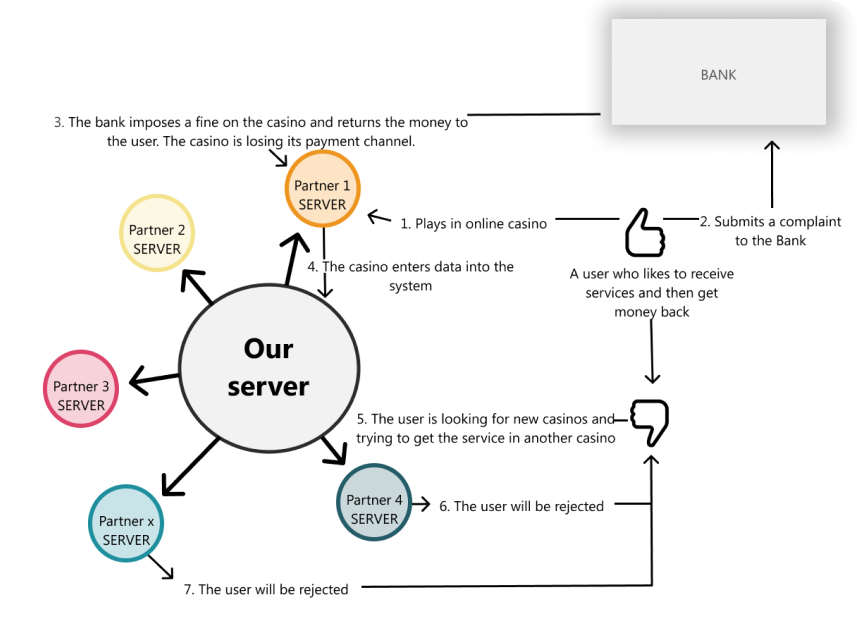 BANK
3. The bank imposes a fine on the casino and returns the money to
the user. The casino is losing its payment channel.
Partner 1
SERVER
1. Plays in online casino
2. Submits a complaint
to the Bank
Partner 2
SERVER
4. The casino enters data into the
system
A user who likes to receive
services and then get
money back
Our
server
Partner 3
SERVER
5. The user is looking for new casinos and
trying to get the service in another casino
Partner 4
SERVER
6. The user will be rejected
Partner x
SERVER
7. The user will be rejected